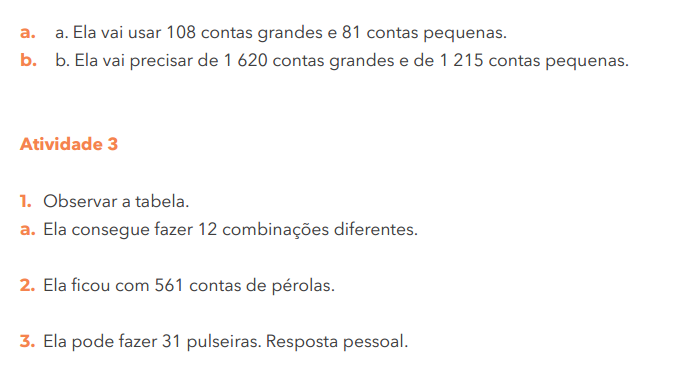 a. a. Ela vai usar 108 contas grandes e 81 contas pequenas.
b. b. Ela vai precisar de 1 620 contas grandes e de 1 215 contas pequenas.
Atividade 3
1. Observar a tabela.
a. Ela consegue fazer 12 combinações diferentes.
2. Ela ficou com 561 contas de pérolas.
3. Ela pode fazer 31 pulseiras. Resposta pessoal.